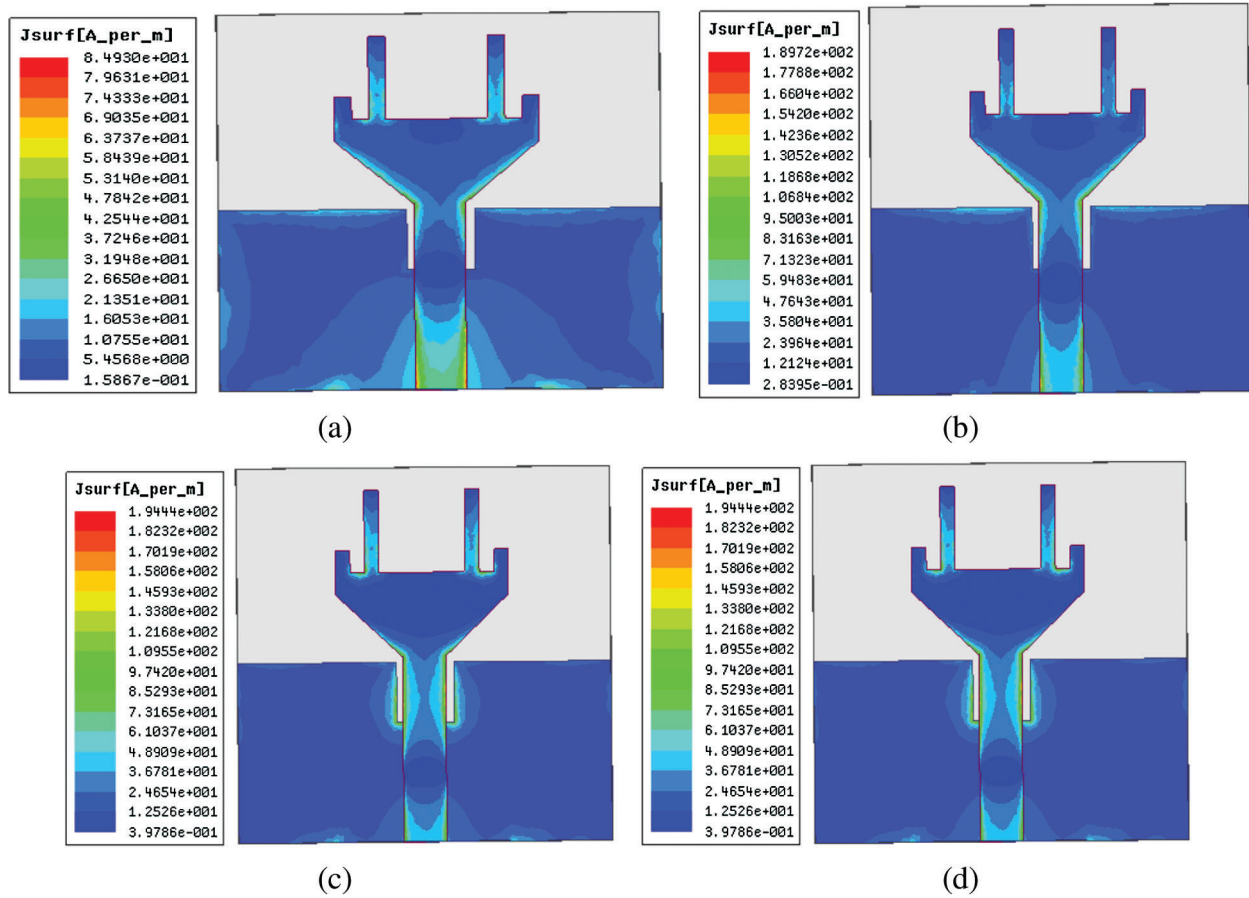 Jsurf[A_per_m]
8.4930e+001
7.9631e+001
7.4333e+001
6.9035e+001
6.3737e+001
5.8439e+001
5.3140e+001
4.7842e+001
4.2544e+001
3.7246e+001
3.1948e+001
2.6650e+001
2.1351e+001
1.6053e+001
1.0755e+001
5.4568e+000
1.5867e-001
(a)
Jsurf[A_per_m]
1.8972e+002
1.7788e+002
1.6604e+002
1.5420e+002
1.4236e+002
1.3052e+002
1.1868e+002
1.0684e+002
9.5003e+001
8.3163e+001
7.1323e+001
5.9483e+001
4.7643e+001
3.5804e+001
2.3964e+001
1.2124e+001
2.8395e-001
(b)
Jsurf[A_per_m]
1.9444e+002
1.8232e+002
1.7019e+002
1.5806e+002
1.4593e+002
1.3380e+002
1.2168e+002
1.0955e+002
9.7420e+001
8.5293e+001
7.3165e+001
6.1037e+001
4.8909e+001
3.6781e+001
2.4654e+001
1.2526e+001
3.9786e-001
(c)
Jsurf[A_per_m]
1.9444e+002
1.8232e+002
1.7019e+002
1.5806e+002
1.4593e+002
1.3380e+002
1.2168e+002
1.0955e+002
9.7420e+001
8.5293e+001
7.3165e+001
6.1037e+001
4.8909e+001
3.6781e+001
2.4654e+001
1.2526e+001
3.9786e-001
(d)